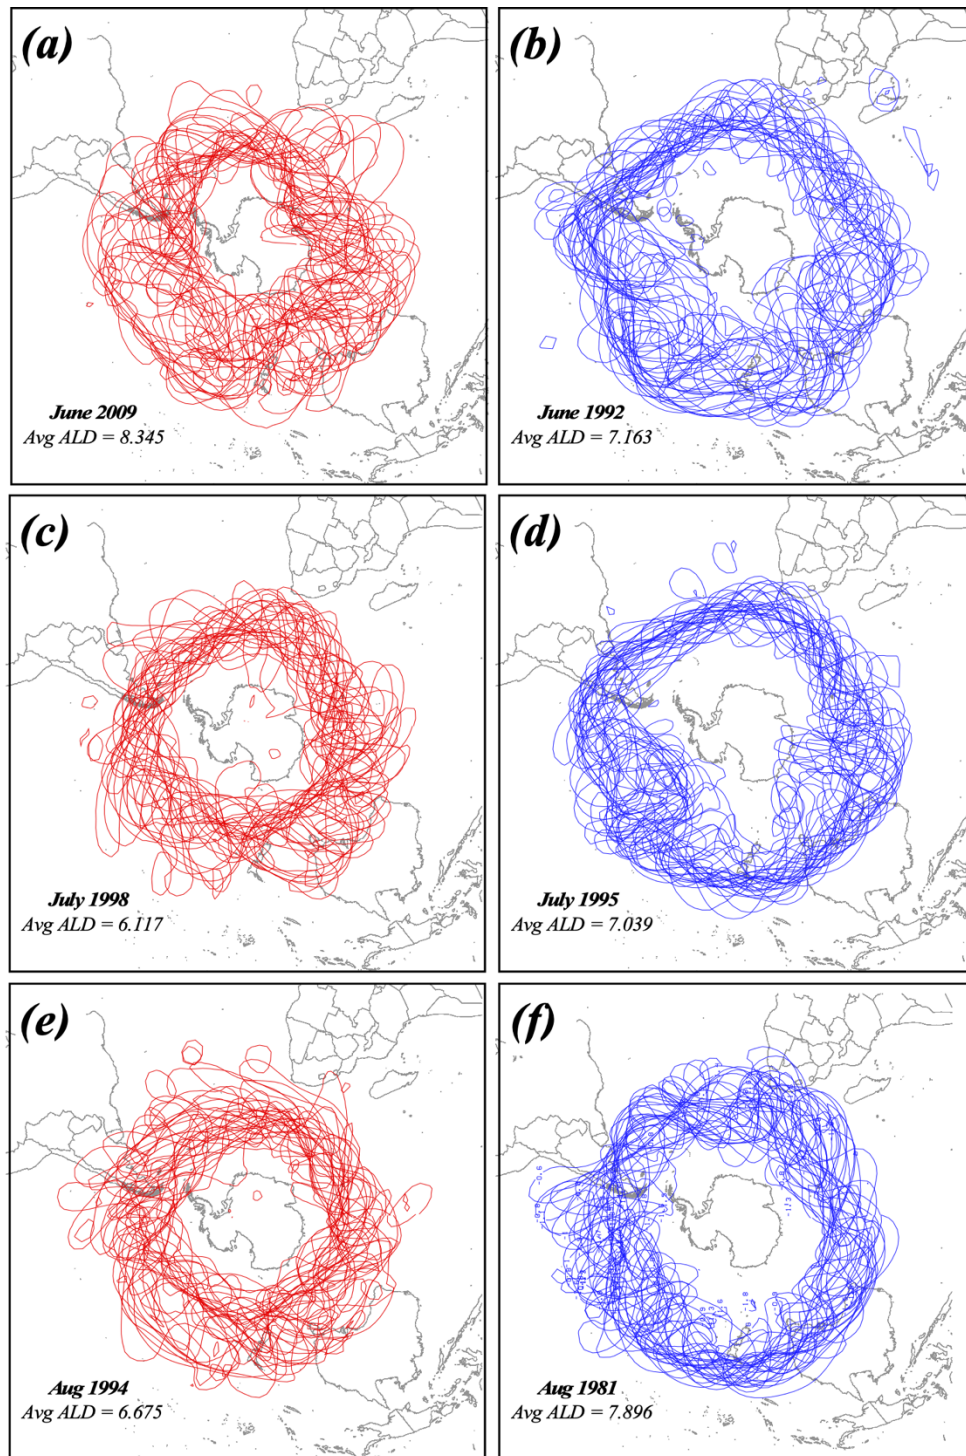 (a)
June 2009
Avg ALD = 8.345
(b)
June 1992
Avg ALD = 7.163
(c)
July 1998
Avg ALD = 6.117
(d)
July 1995
Avg ALD = 7.039
(e)
Aug 1994
Avg ALD = 6.675
(f)
Aug 1981
Avg ALD = 7.896